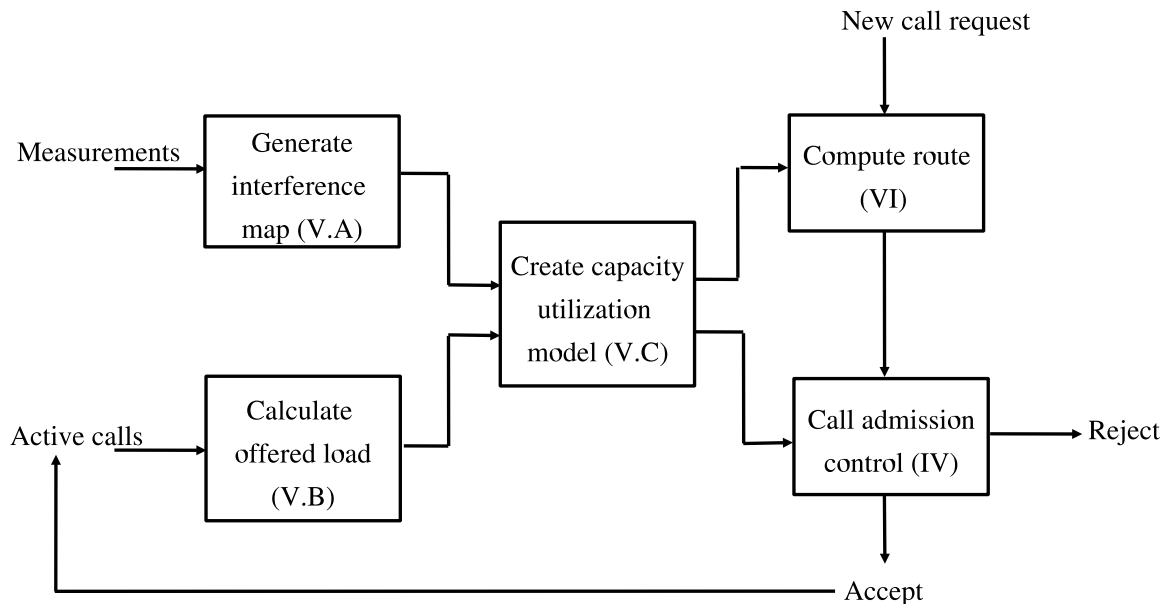 New call request
Measurements
Generate
interference
map (V.A)
Compute route
(VI)
Create capacity
utilization
model (V.C)
Active calls
Calculate
offered load
(V.B)
Call admission
control (IV)
Reject
Accept